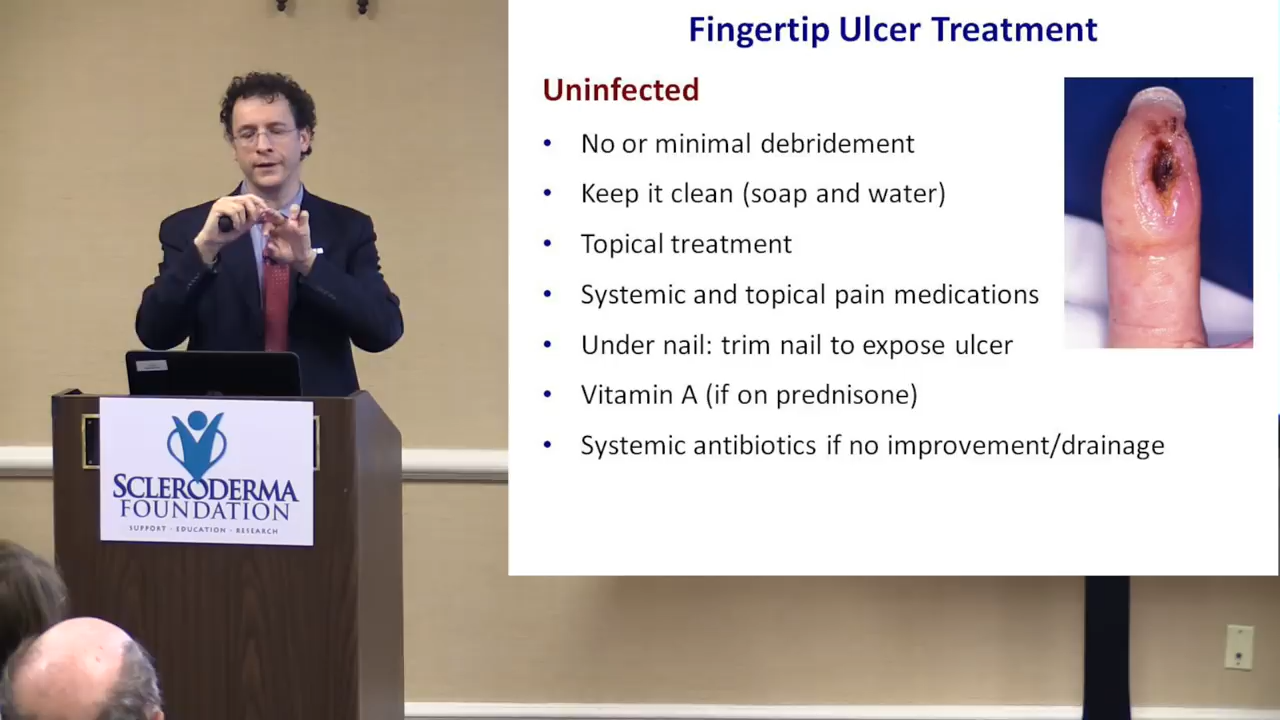 Fingertip Ulcer Treatment
Uninfected
• No or minimal debridement
• Keep it clean (soap and water)
• Topical treatment
• Systemic and topical pain medications
• Under nail: trim nail to expose ulcer
• Vitamin A (if on prednisone)
• Systemic antibiotics if no improvement/drainage
SCLERODERMA
FOUNDATION
SUPPORT · EDUCATION · RESEARCH